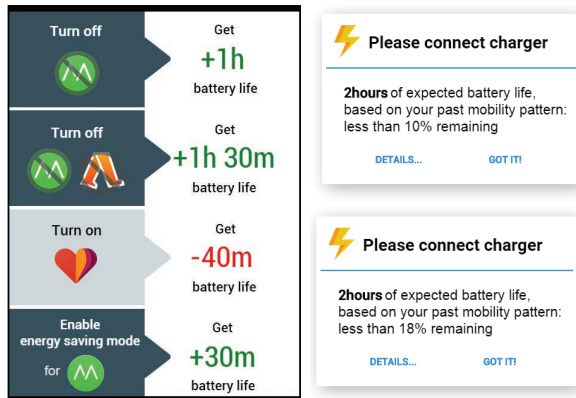 Turn off
Get
+1h
battery life
Turn off
Get
+1h 30m
battery life
Turn on
Get
-40m
battery life
Enable
energy saving mode
for
Get
+30m
battery life
Please connect charger
2hours of expected battery life,
based on your past mobility pattern:
less than 10% remaining
DETAILS... GOT IT!
Please connect charger
2hours of expected battery life,
based on your past mobility pattern:
less than 18% remaining
DETAILS... GOT IT!